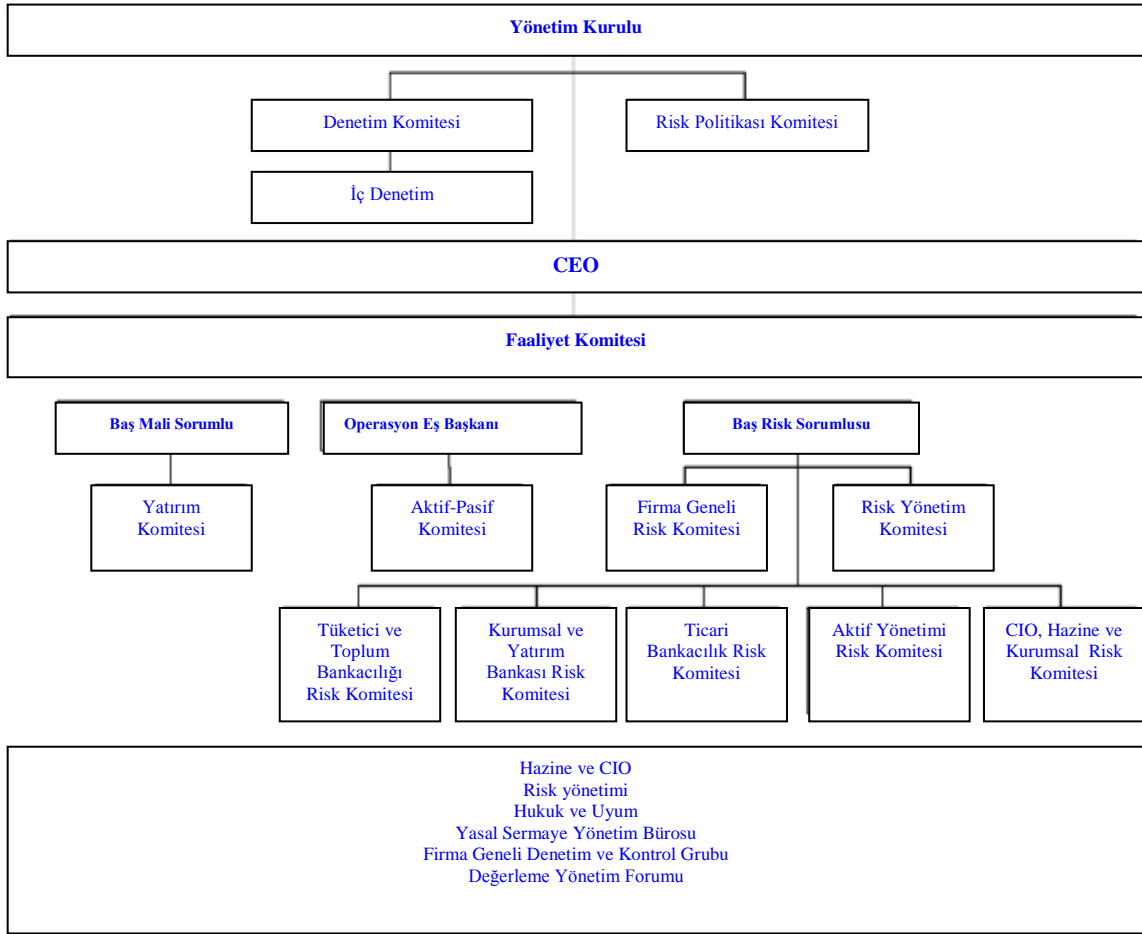 Yönetim Kurulu
Denetim Komitesi
Risk Politikası Komitesi
İç Denetim
CEO
Faaliyet Komitesi
Baş Mali Sorumlu
Operasyon Eş Başkanı
Baş Risk Sorumlusu
Yatırım
Komitesi
Aktif-Pasif
Komitesi
Firma Geneli
Risk Komitesi
Risk Yönetim
Komitesi
Tüketici ve
Toplum
Bankacılığı
Risk Komitesi
Kurumsal ve
Yatırım
Bankası Risk
Komitesi
Ticari
Bankacılık Risk
Komitesi
Aktif Yönetimi
Risk Komitesi
CIO, Hazine ve
Kurumsal Risk
Komitesi
Hazine ve CIO
Risk yönetimi
Hukuk ve Uyum
Yasal Sermaye Yönetim Bürosu
Firma Geneli Denetim ve Kontrol Grubu
Değerleme Yönetim Forumu